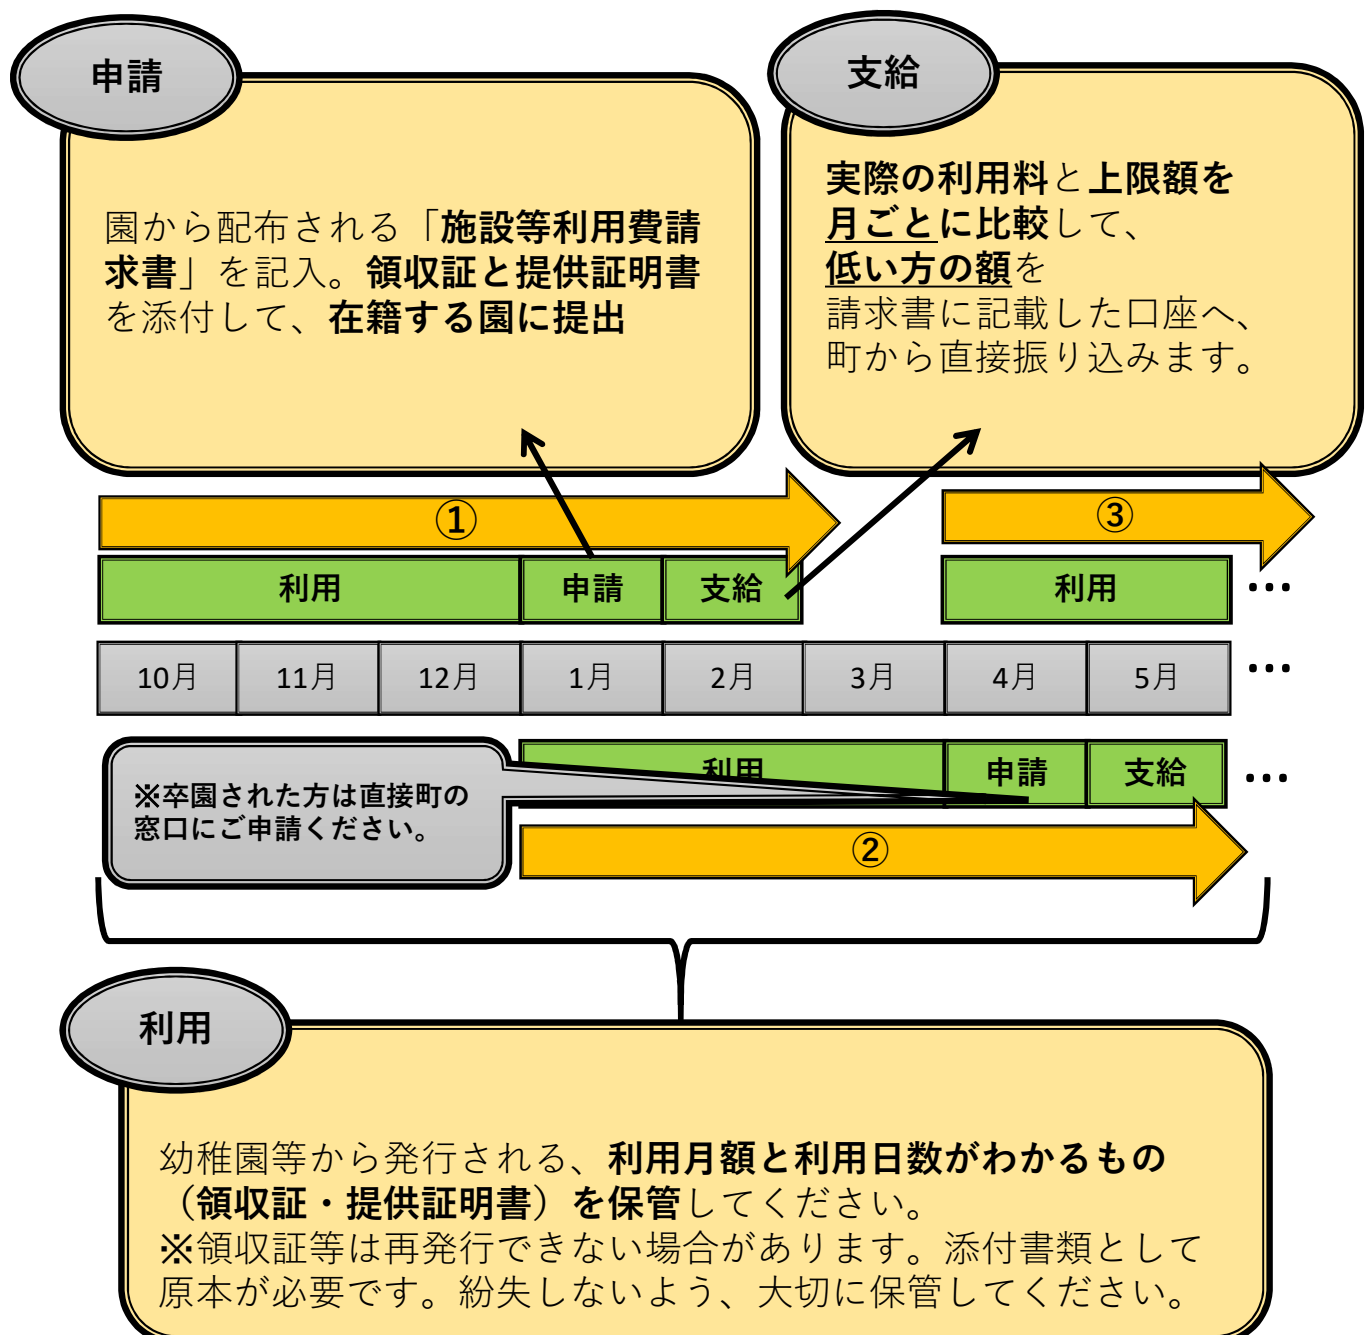 申請
園から配布される「施設等利用費請
求書」を記入。領収証と提供証明書
を添付して、在籍する園に提出
支給
実際の利用料と上限額を
月ごとに比較して、
低い方の額を
請求書に記載した口座へ、
町から直接振り込みます。
①
③
利用
申請
支給
利用
…
10月
11月
12月
1月
2月
3月
4月
5月
…
※卒園された方は直接町の
窓口にご申請ください。
利用
申請
支給
…
②
利用
幼稚園等から発行される、利用月額と利用日数がわかるもの
（領収証・提供証明書）を保管してください。
※領収証等は再発行できない場合があります。添付書類として
原本が必要です。紛失しないよう、大切に保管してください。